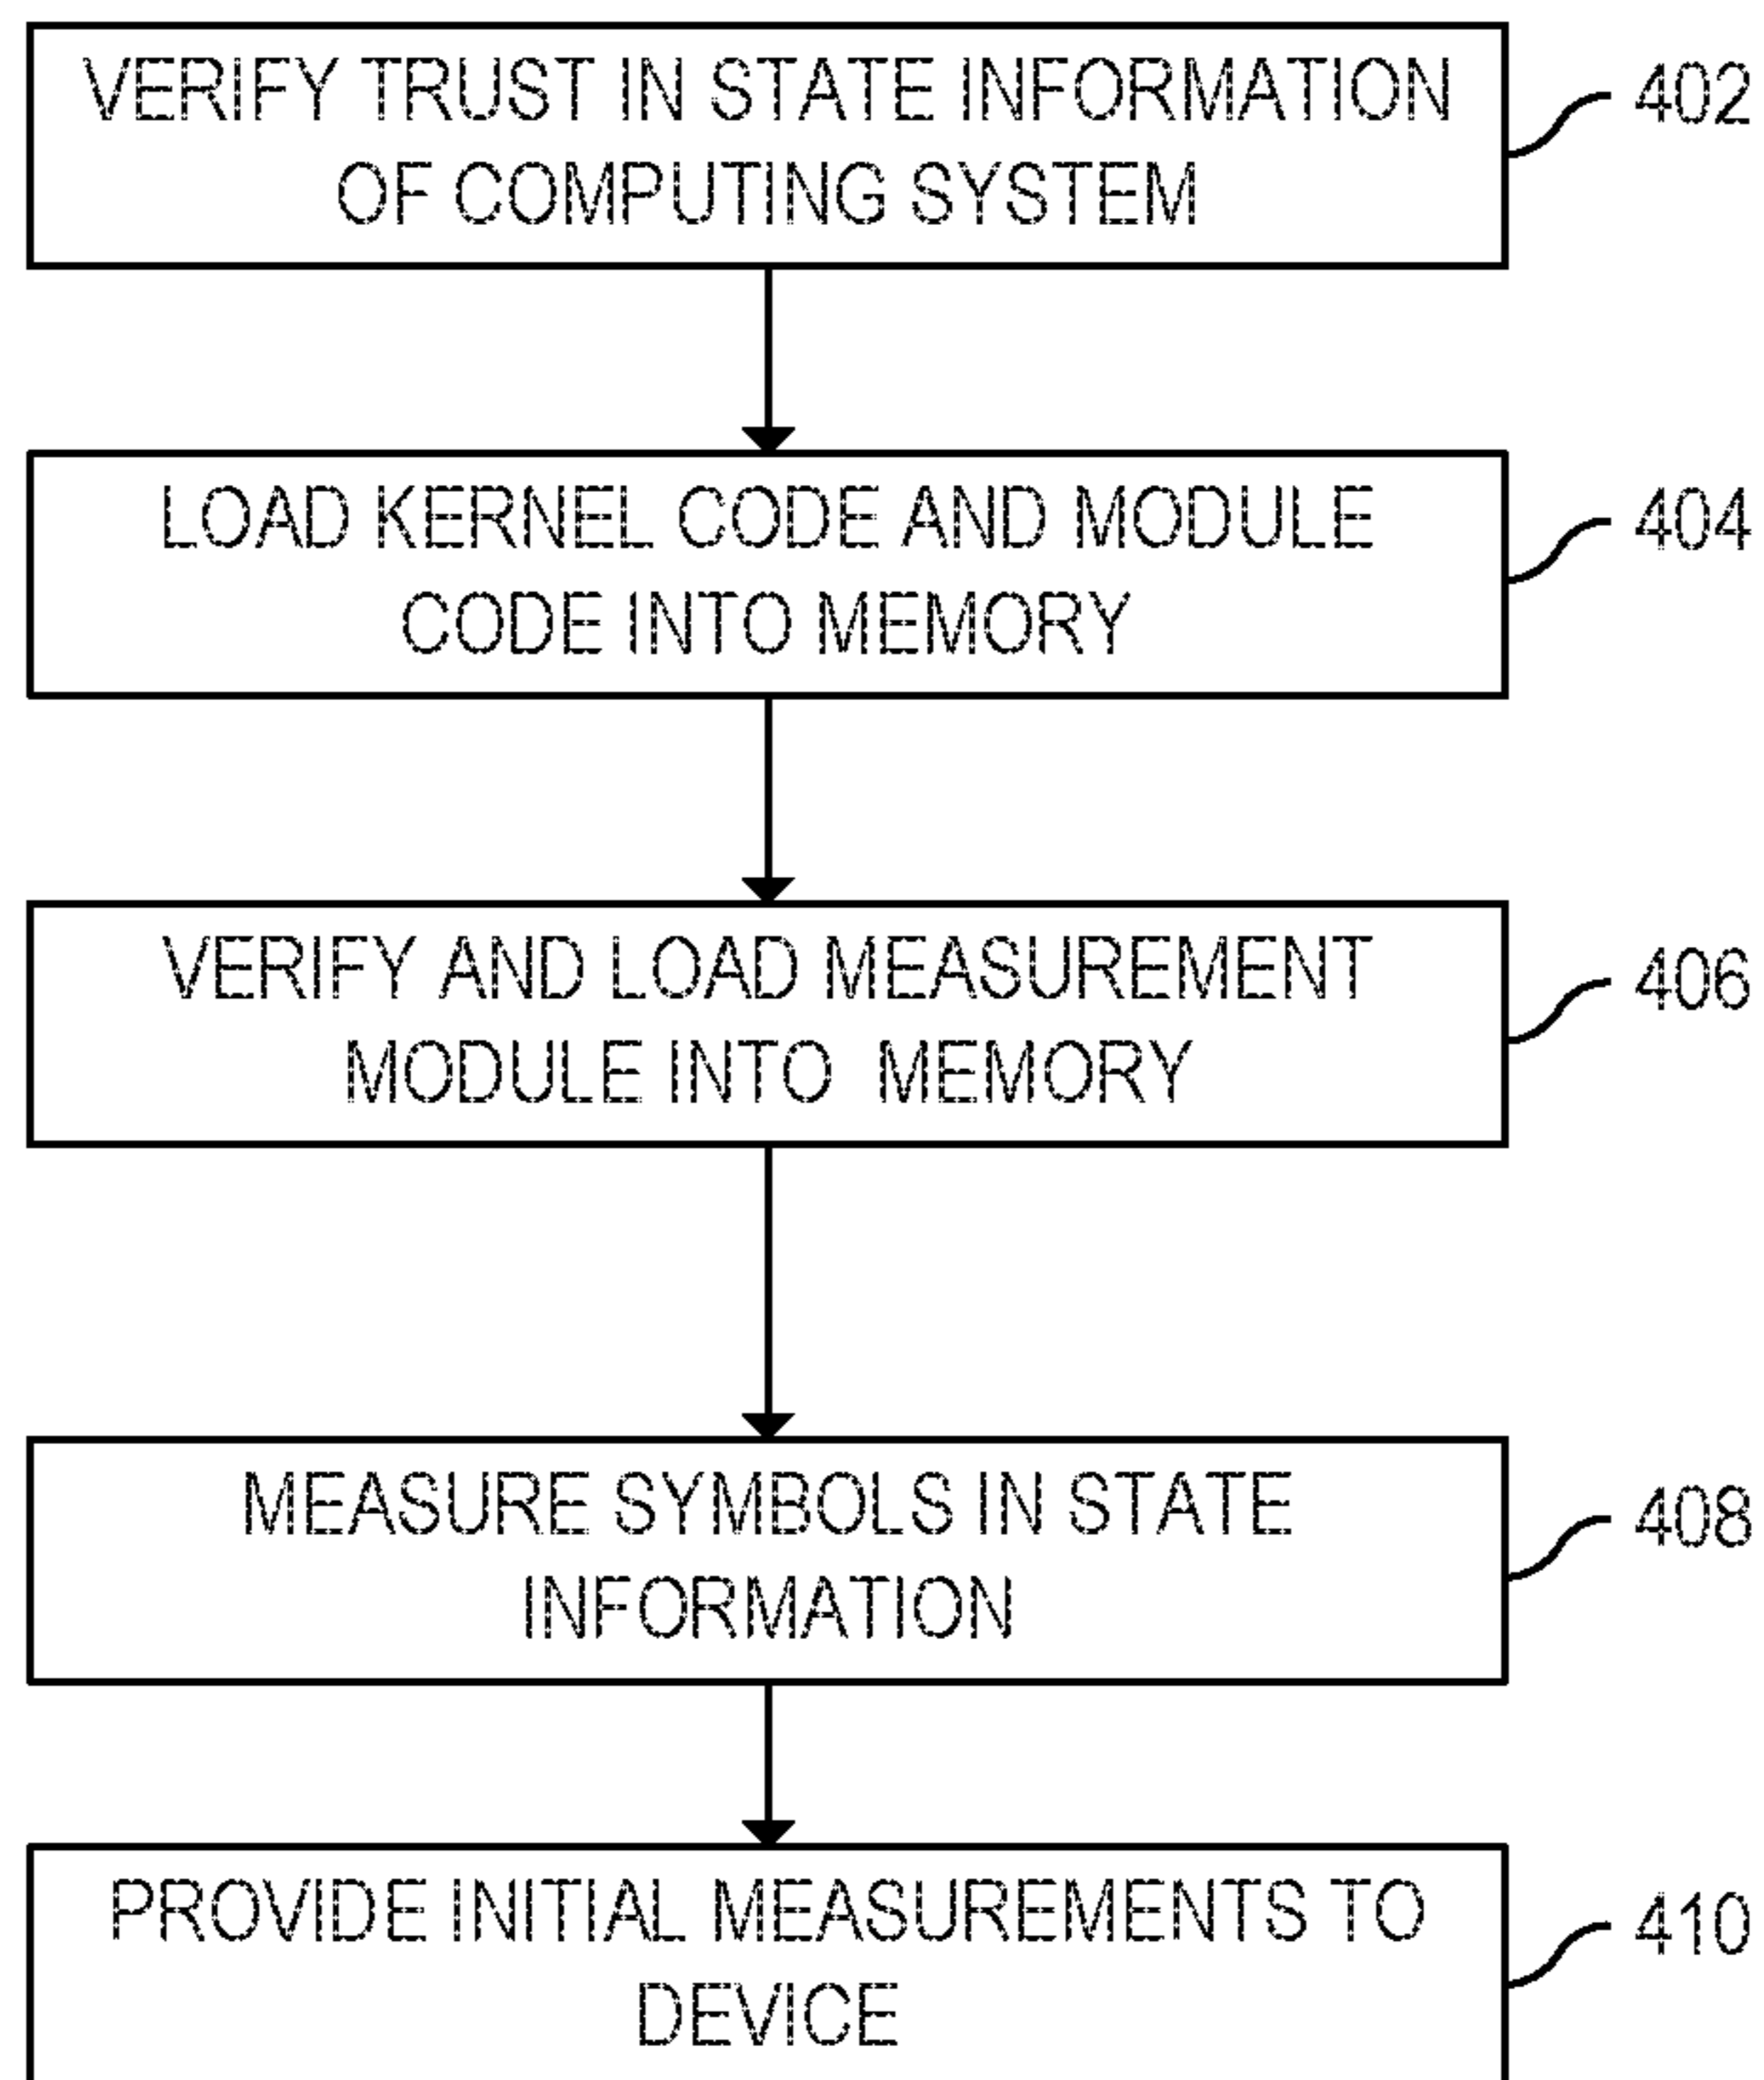 VERIFY TRUST IN STATE INFORMATION
OF COMPUTING SYSTEM
402
LOAD KERNEL CODE AND MODULE
CODE INTO MEMORY
404
VERIFY AND LOAD MEASUREMENT
MODULE INTO MEMORY
406
MEASURE SYMBOLS IN STATE
INFORMATION
408
PROVIDE INITIAL MEASUREMENTS TO
DEVICE
410